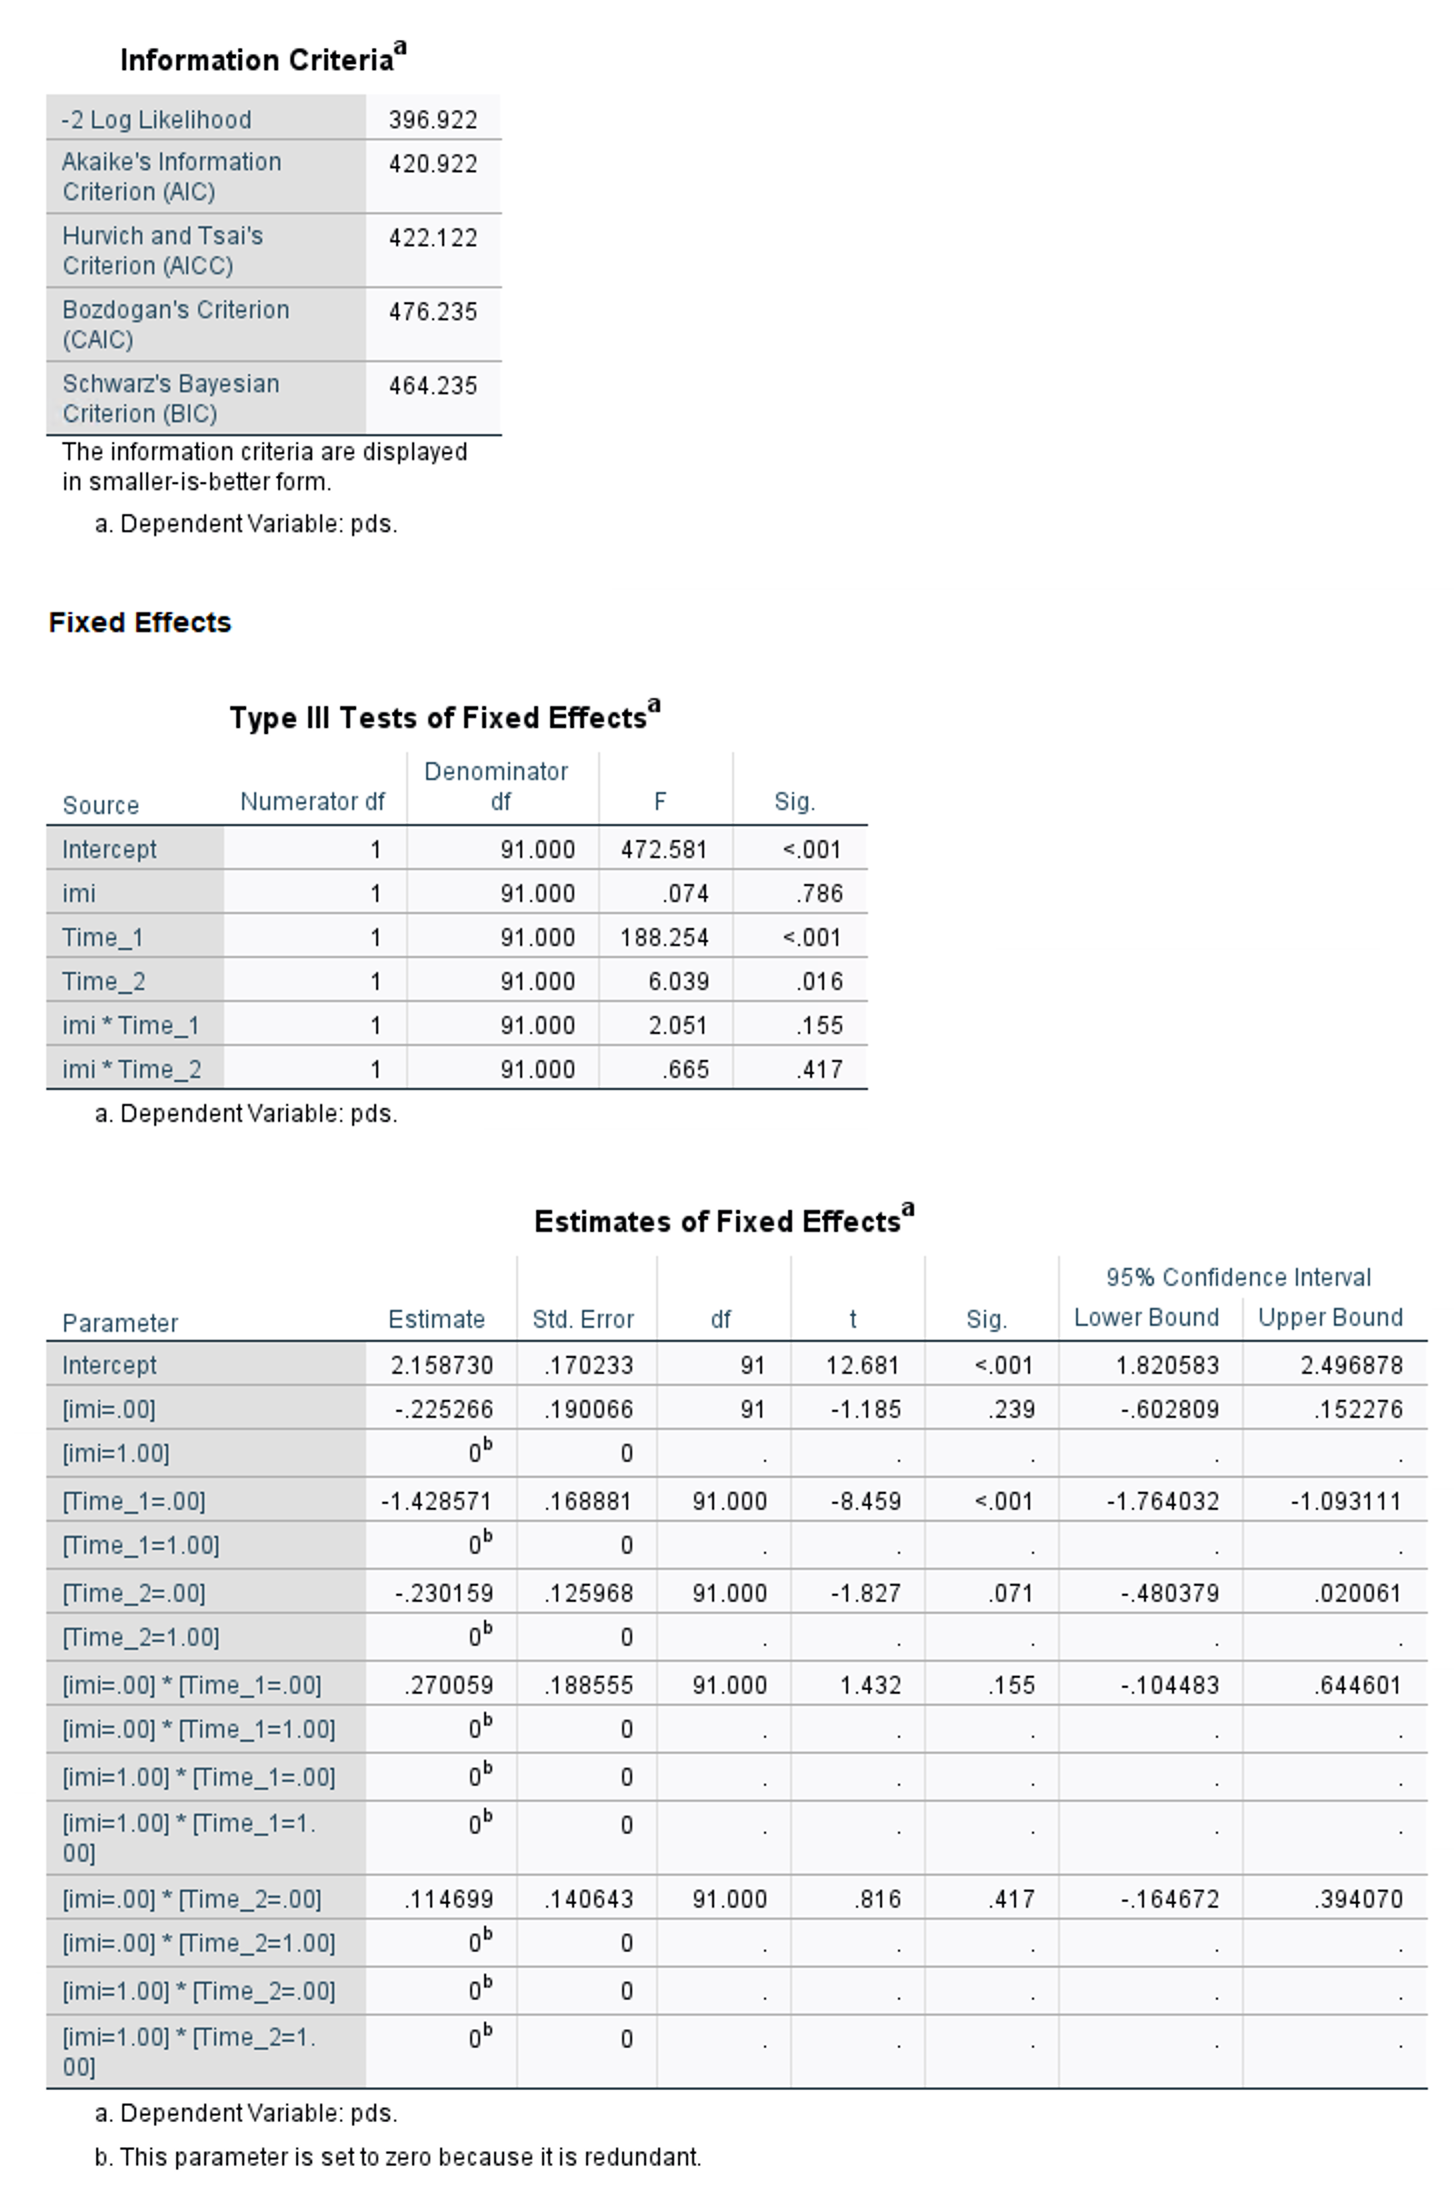 Information Criteria^a
-2 Log Likelihood 396.922
Akaike's Information 420.922
Criterion (AIC)
Hurvich and Tsai's 422.122
Criterion (AICC)
Bozdogan's Criterion 476.235
(CAIC)
Schwarz's Bayesian 464.235
Criterion (BIC)
The information criteria are displayed
in smaller-is-better form.
a. Dependent Variable: pds.
Fixed Effects
Type III Tests of Fixed Effects^a
Denominator
Source Numerator df df F Sig.
Intercept 1 91.000 472.581 <.001
imi 1 91.000 .074 .786
Time_1 1 91.000 188.254 <.001
Time_2 1 91.000 6.039 .016
imi * Time_1 1 91.000 2.051 .155
imi * Time_2 1 91.000 .665 .417
a. Dependent Variable: pds.
Estimates of Fixed Effects^a
95% Confidence Interval
Parameter Estimate Std. Error df t Sig. Lower Bound Upper Bound
Intercept 2.158730 .170233 91 12.681 <.001 1.820583 2.496878
[imi=.00] -.225266 .190066 91 -1.185 .239 -.602809 .152276
[imi=1.00] 0^b 0 . . . . .
[Time_1=.00] -1.428571 .168881 91.000 -8.459 <.001 -1.764032 -1.093111
[Time_1=1.00] 0^b 0 . . . . .
[Time_2=.00] -.230159 .125968 91.000 -1.827 .071 -.480379 .020061
[Time_2=1.00] 0^b 0 . . . . .
[imi=.00] * [Time_1=.00] .270059 .188555 91.000 1.432 .155 -.104483 .644601
[imi=.00] * [Time_1=1.00] 0^b 0 . . . . .
[imi=1.00] * [Time_1=.00] 0^b 0 . . . . .
[imi=1.00] * [Time_1=1. 0^b 0 . . . . .
00]
[imi=.00] * [Time_2=.00] .114699 .140643 91.000 .816 .417 -.164672 .394070
[imi=.00] * [Time_2=1.00] 0^b 0 . . . . .
[imi=1.00] * [Time_2=.00] 0^b 0 . . . . .
[imi=1.00] * [Time_2=1. 0^b 0 . . . . .
00]
a. Dependent Variable: pds.
b. This parameter is set to zero because it is redundant.